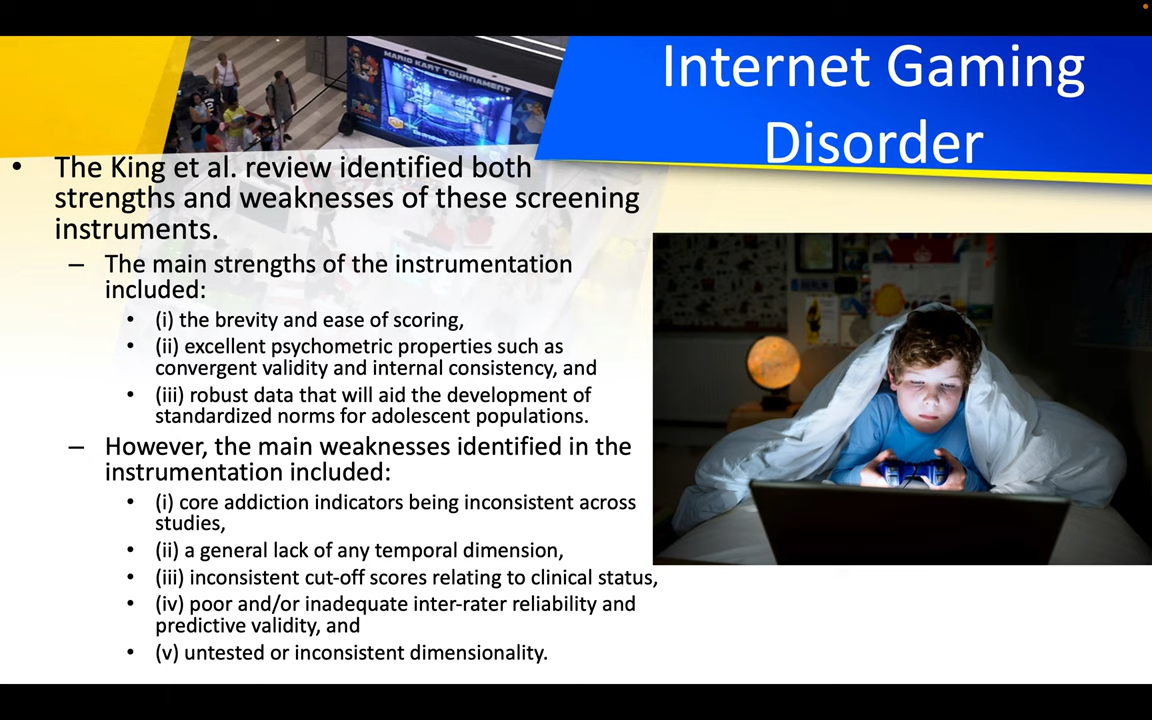 MARIO KART TOURNAMENT
Internet Gaming
Disorder
• The King et al. review identified both
strengths and weaknesses of these screening
instruments.
– The main strengths of the instrumentation
included:
• (i) the brevity and ease of scoring,
• (ii) excellent psychometric properties such as
convergent validity and internal consistency, and
• (iii) robust data that will aid the development of
standardized norms for adolescent populations.
– However, the main weaknesses identified in the
instrumentation included:
• (i) core addiction indicators being inconsistent across
studies,
• (ii) a general lack of any temporal dimension,
• (iii) inconsistent cut-off scores relating to clinical status,
• (iv) poor and/or inadequate inter-rater reliability and
predictive validity, and
• (v) untested or inconsistent dimensionality.